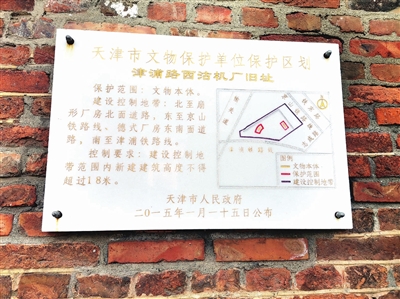 天津市文物保护单位保护区划
津浦路西沽机厂旧址
保护范围：文物本体。
建设控制地带：北至扇
形厂房北面道路，东至京山
铁路线、德式厂房东南面道
路，南至津浦铁路线。
控制要求：建设控制地
带范围内新建建筑高度不得
超过18米。
图例
文物本体
保护范围
建设控制地带
天津市人民政府
二〇一五年一月一十五日公布